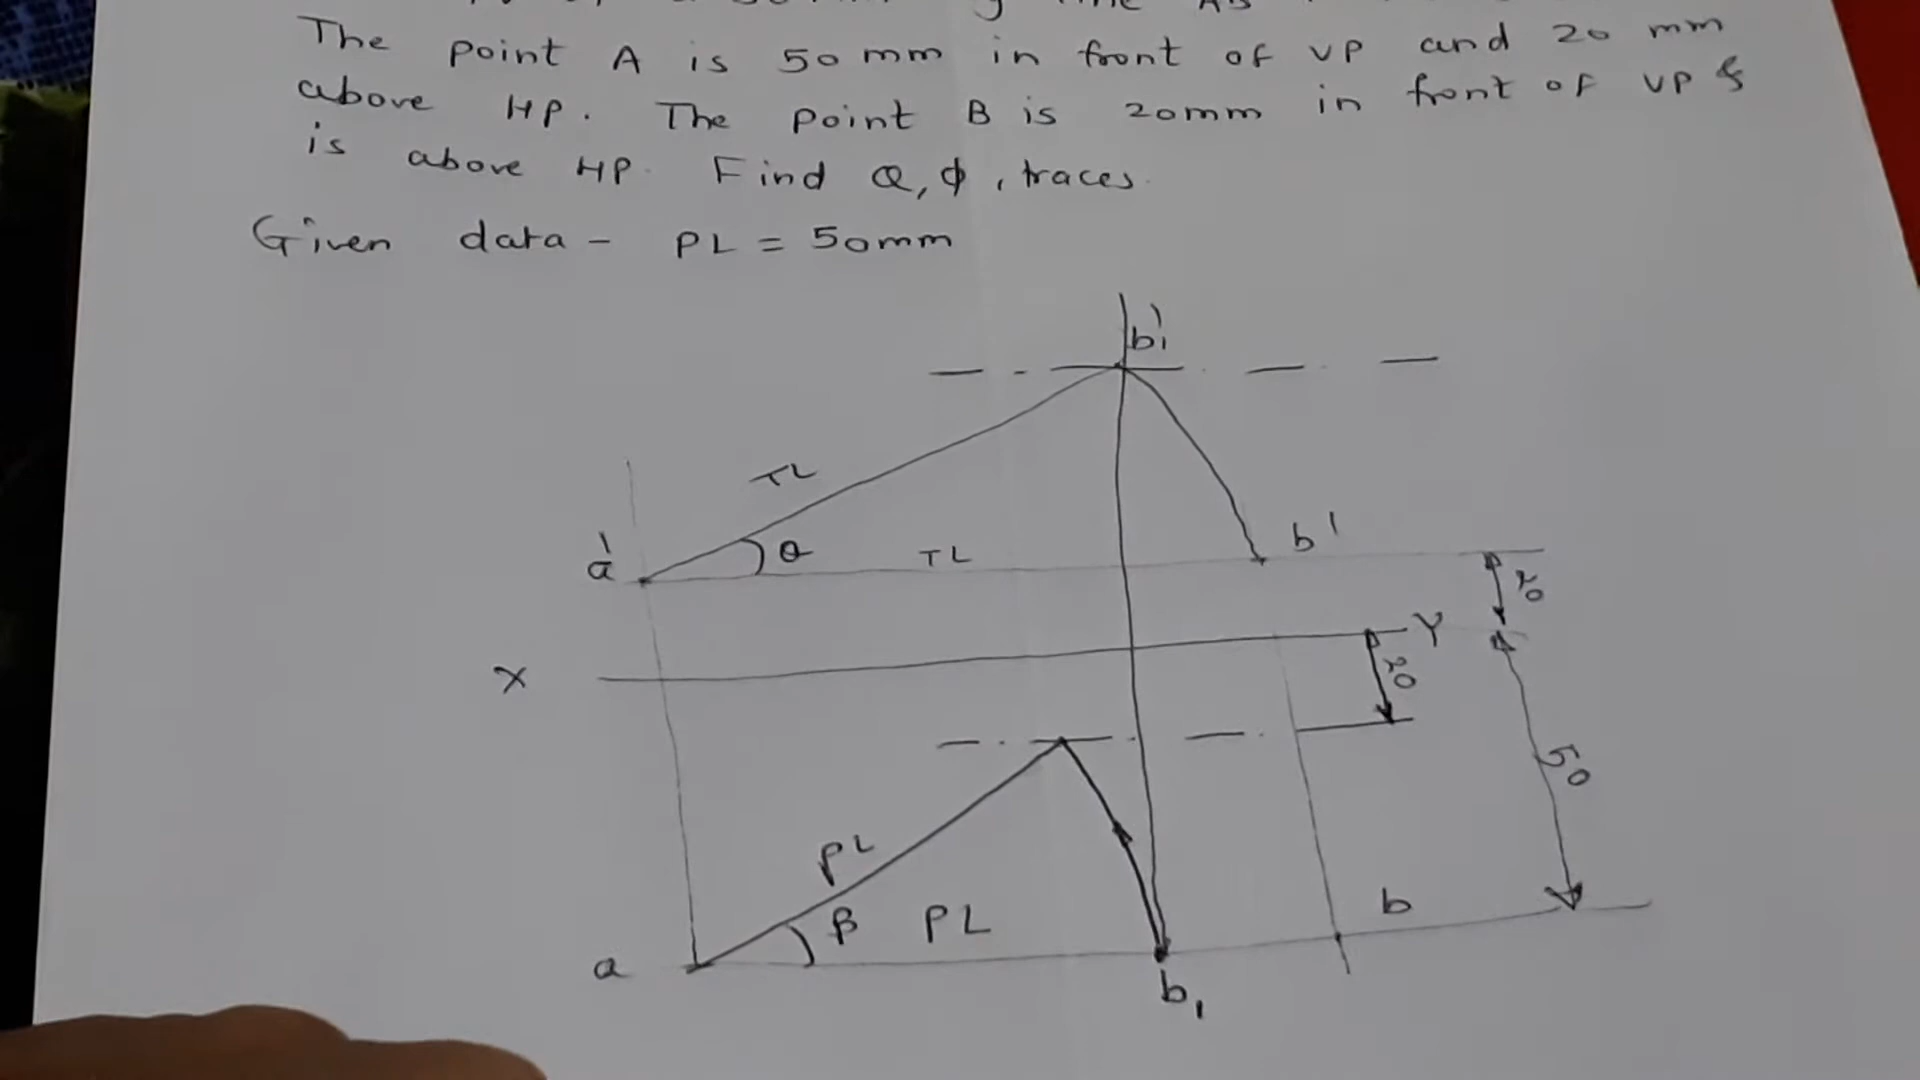 The point A is 50 mm in front of VP and 20 mm
above HP. The point B is 20mm in front of VP &
is above HP. Find θ, φ, traces.
Given data - PL = 50mm
b1'
TL
a' θ TL b'
20
X Y
20
50
PL
β PL b
a
b1